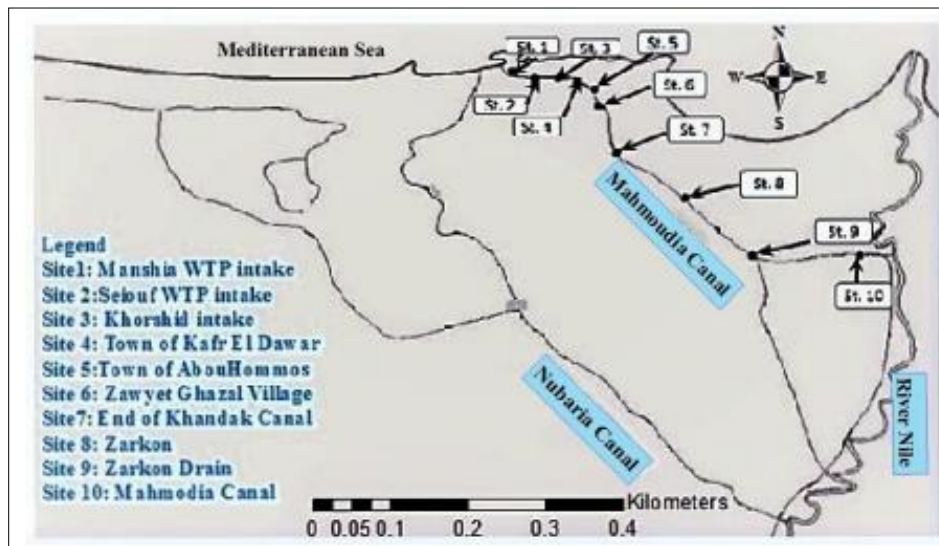 Mediterranean Sea
St. 1
St. 3
St. 5
N
W
E
S
St. 2
St. 4
St. 6
St. 7
Mahmoudia Canal
St. 8
St. 9
St. 10
Legend
Site1: Manshia WTP intake
Site 2:Seiouf WTP intake
Site 3: Khorshid intake
Site 4: Town of Kafr El Dawar
Site 5:Town of AbouHommos
Site 6: Zawyet Ghazal Village
Site7: End of Khandak Canal
Site 8: Zarkon
Site 9: Zarkon Drain
Site 10: Mahmodia Canal
Nubaria Canal
River Nile
Kilometers
0 0.05 0.1 0.2 0.3 0.4